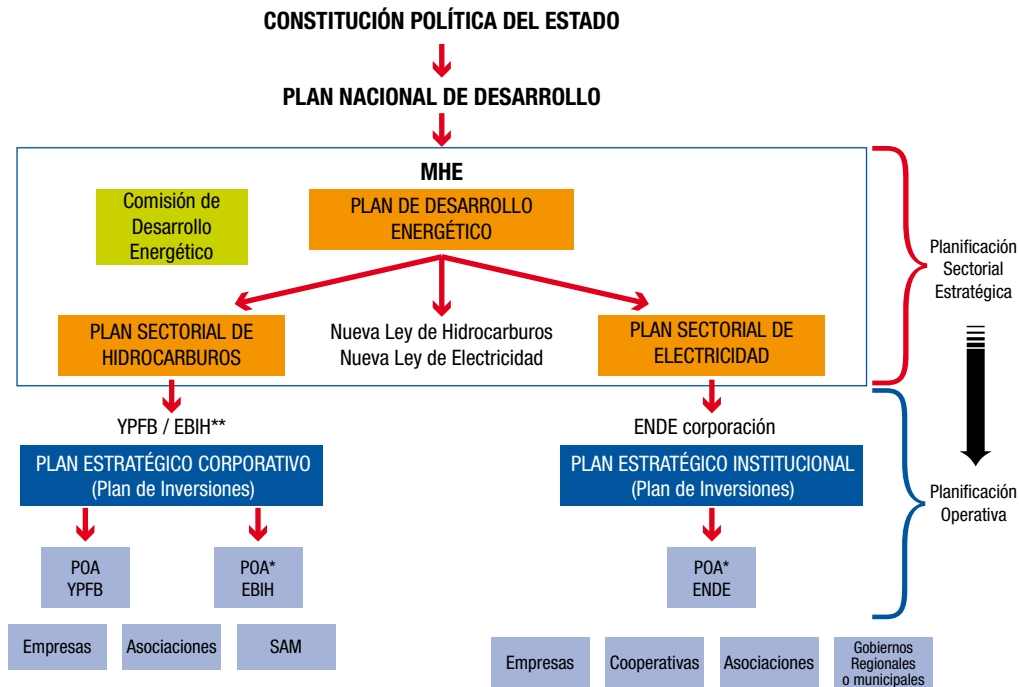 CONSTITUCIÓN POLÍTICA DEL ESTADO
PLAN NACIONAL DE DESARROLLO
MHE
Comisión de
Desarrollo
Energético
PLAN DE DESARROLLO
ENERGÉTICO
PLAN SECTORIAL DE
HIDROCARBUROS
Nueva Ley de Hidrocarburos
Nueva Ley de Electricidad
PLAN SECTORIAL DE
ELECTRICIDAD
Planificación
Sectorial
Estratégica
YPFB / EBIH**
PLAN ESTRATÉGICO CORPORATIVO
(Plan de Inversiones)
ENDE corporación
PLAN ESTRATÉGICO INSTITUCIONAL
(Plan de Inversiones)
Planificación
Operativa
POA
YPFB
POA*
EBIH
POA*
ENDE
Empresas
Asociaciones
SAM
Empresas
Cooperativas
Asociaciones
Gobiernos
Regionales
o municipales